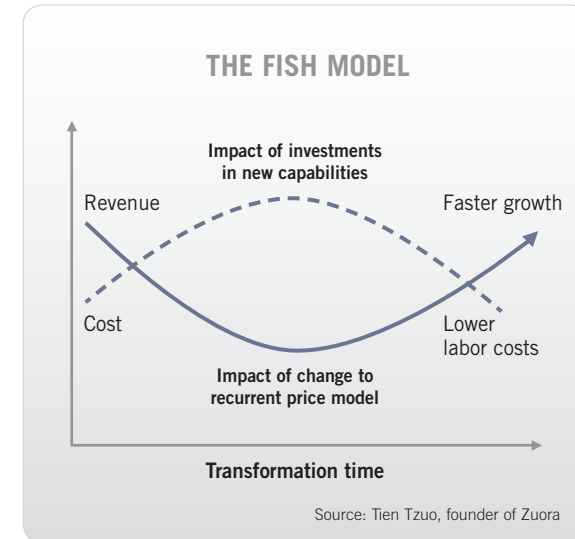 THE FISH MODEL
Impact of investments
in new capabilities
Revenue
Faster growth
Cost
Lower
labor costs
Impact of change to
recurrent price model
Transformation time
Source: Tien Tzuo, founder of Zuora